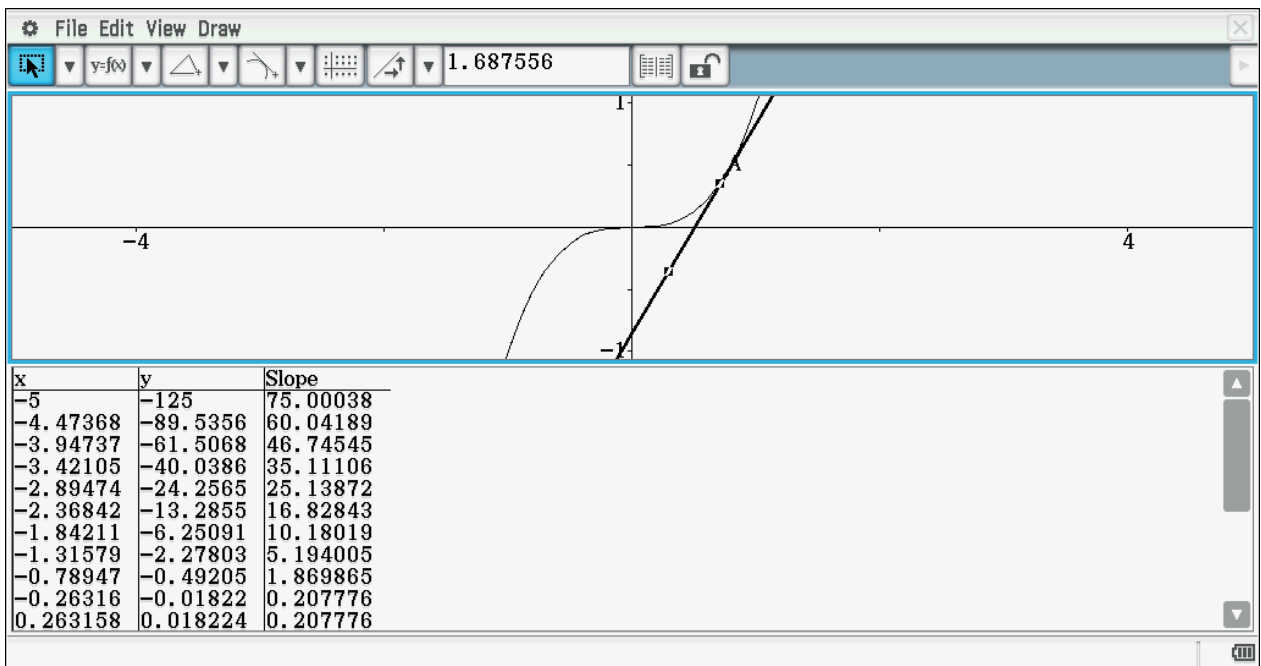 File Edit View Draw
y=f(x) 1.687556
1
A
-4 4
-1
x y Slope
-5 -125 75.00038
-4.47368 -89.5356 60.04189
-3.94737 -61.5068 46.74545
-3.42105 -40.0386 35.11106
-2.89474 -24.2565 25.13872
-2.36842 -13.2855 16.82843
-1.84211 -6.25091 10.18019
-1.31579 -2.27803 5.194005
-0.78947 -0.49205 1.869865
-0.26316 -0.01822 0.207776
0.263158 0.018224 0.207776